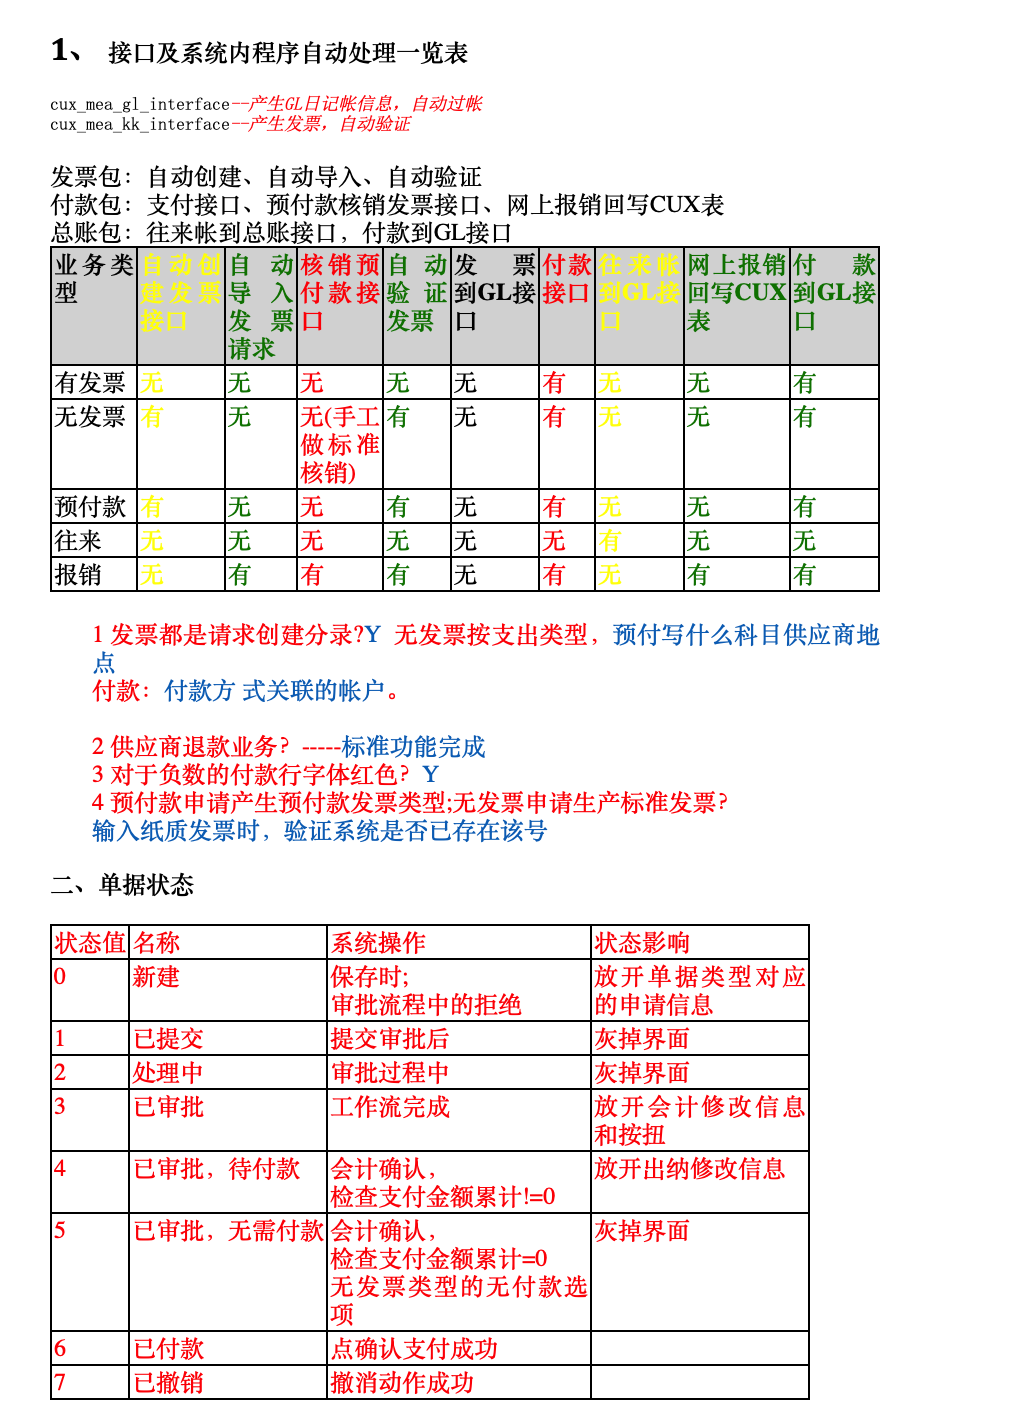 1、 接口及系统内程序自动处理一览表
cux_mea_gl_interface--产生GL日记帐信息，自动过帐
cux_mea_kk_interface--产生发票，自动验证
发票包：自动创建、自动导入、自动验证
付款包：支付接口、预付款核销发票接口、网上报销回写CUX表
总账包：往来帐到总账接口，付款到GL接口
业务类型 自动创建发票接口 自动导入发票请求 核销预付款接口 自动验证发票 发票到GL接口 付款接口 往来帐到GL接口 网上报销回写CUX表 付款到GL接口
有发票 无 无 无 无 无 有 无 无 有
无发票 有 无 无(手工做标准核销) 有 无 有 无 无 有
预付款 有 无 无 有 无 有 无 无 有
往来 无 无 无 无 无 无 有 无 无
报销 无 有 有 有 无 有 无 有 有
1 发票都是请求创建分录?Y 无发票按支出类型，预付写什么科目供应商地
点
付款：付款方 式关联的帐户。
2 供应商退款业务？-----标准功能完成
3 对于负数的付款行字体红色？Y
4 预付款申请产生预付款发票类型;无发票申请生产标准发票?
输入纸质发票时，验证系统是否已存在该号
二、单据状态
状态值 名称 系统操作 状态影响
0 新建 保存时;
审批流程中的拒绝 放开单据类型对应
的申请信息
1 已提交 提交审批后 灰掉界面
2 处理中 审批过程中 灰掉界面
3 已审批 工作流完成 放开会计修改信息
和按扭
4 已审批，待付款 会计确认，
检查支付金额累计!=0 放开出纳修改信息
5 已审批，无需付款 会计确认，
检查支付金额累计=0
无发票类型的无付款选
项 灰掉界面
6 已付款 点确认支付成功
7 已撤销 撤消动作成功